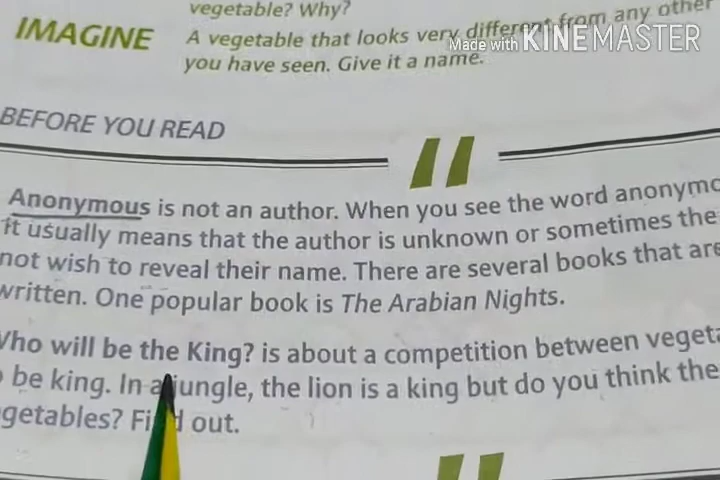 vegetable? Why?
IMAGINE
A vegetable that looks very different from any other
you have seen. Give it a name.
Made with KINEMASTER
BEFORE YOU READ
Anonymous is not an author. When you see the word anonymo
it usually means that the author is unknown or sometimes the
not wish to reveal their name. There are several books that are
written. One popular book is The Arabian Nights.
Who will be the King? is about a competition between vegeta
be king. In a jungle, the lion is a king but do you think the
getables? Find out.